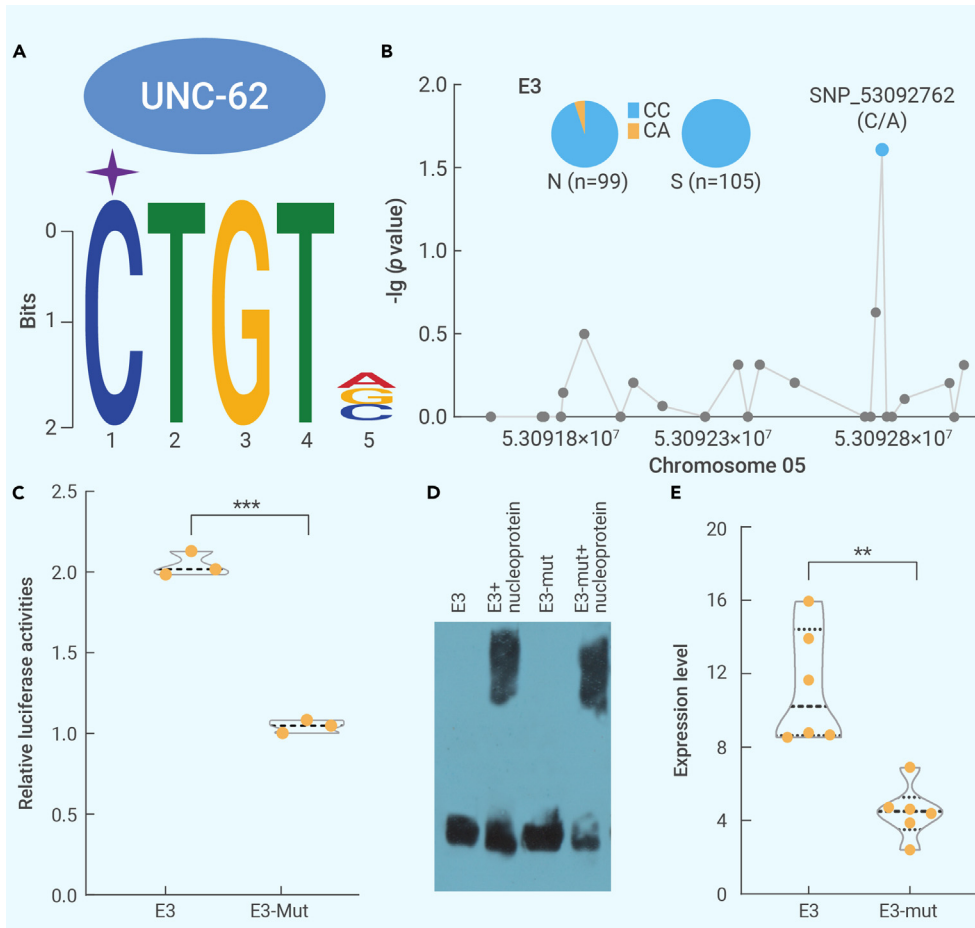 A
UNC-62
CTGT
A
G
C
Bits
0
1
2
1 2 3 4 5
B
E3
CC
CA
N (n=99)
S (n=105)
SNP_53092762
(C/A)
-lg (p value)
2.0
1.5
1.0
0.5
0.0
5.30918×10⁷ 5.30923×10⁷ 5.30928×10⁷
Chromosome 05
C
Relative luciferase activities
2.5
2.0
1.5
1.0
0.5
0.0
***
E3 E3-Mut
D
E3
E3+
nucleoprotein
E3-mut
E3-mut+
nucleoprotein
E
Expression level
20
16
12
8
4
0
**
E3 E3-mut